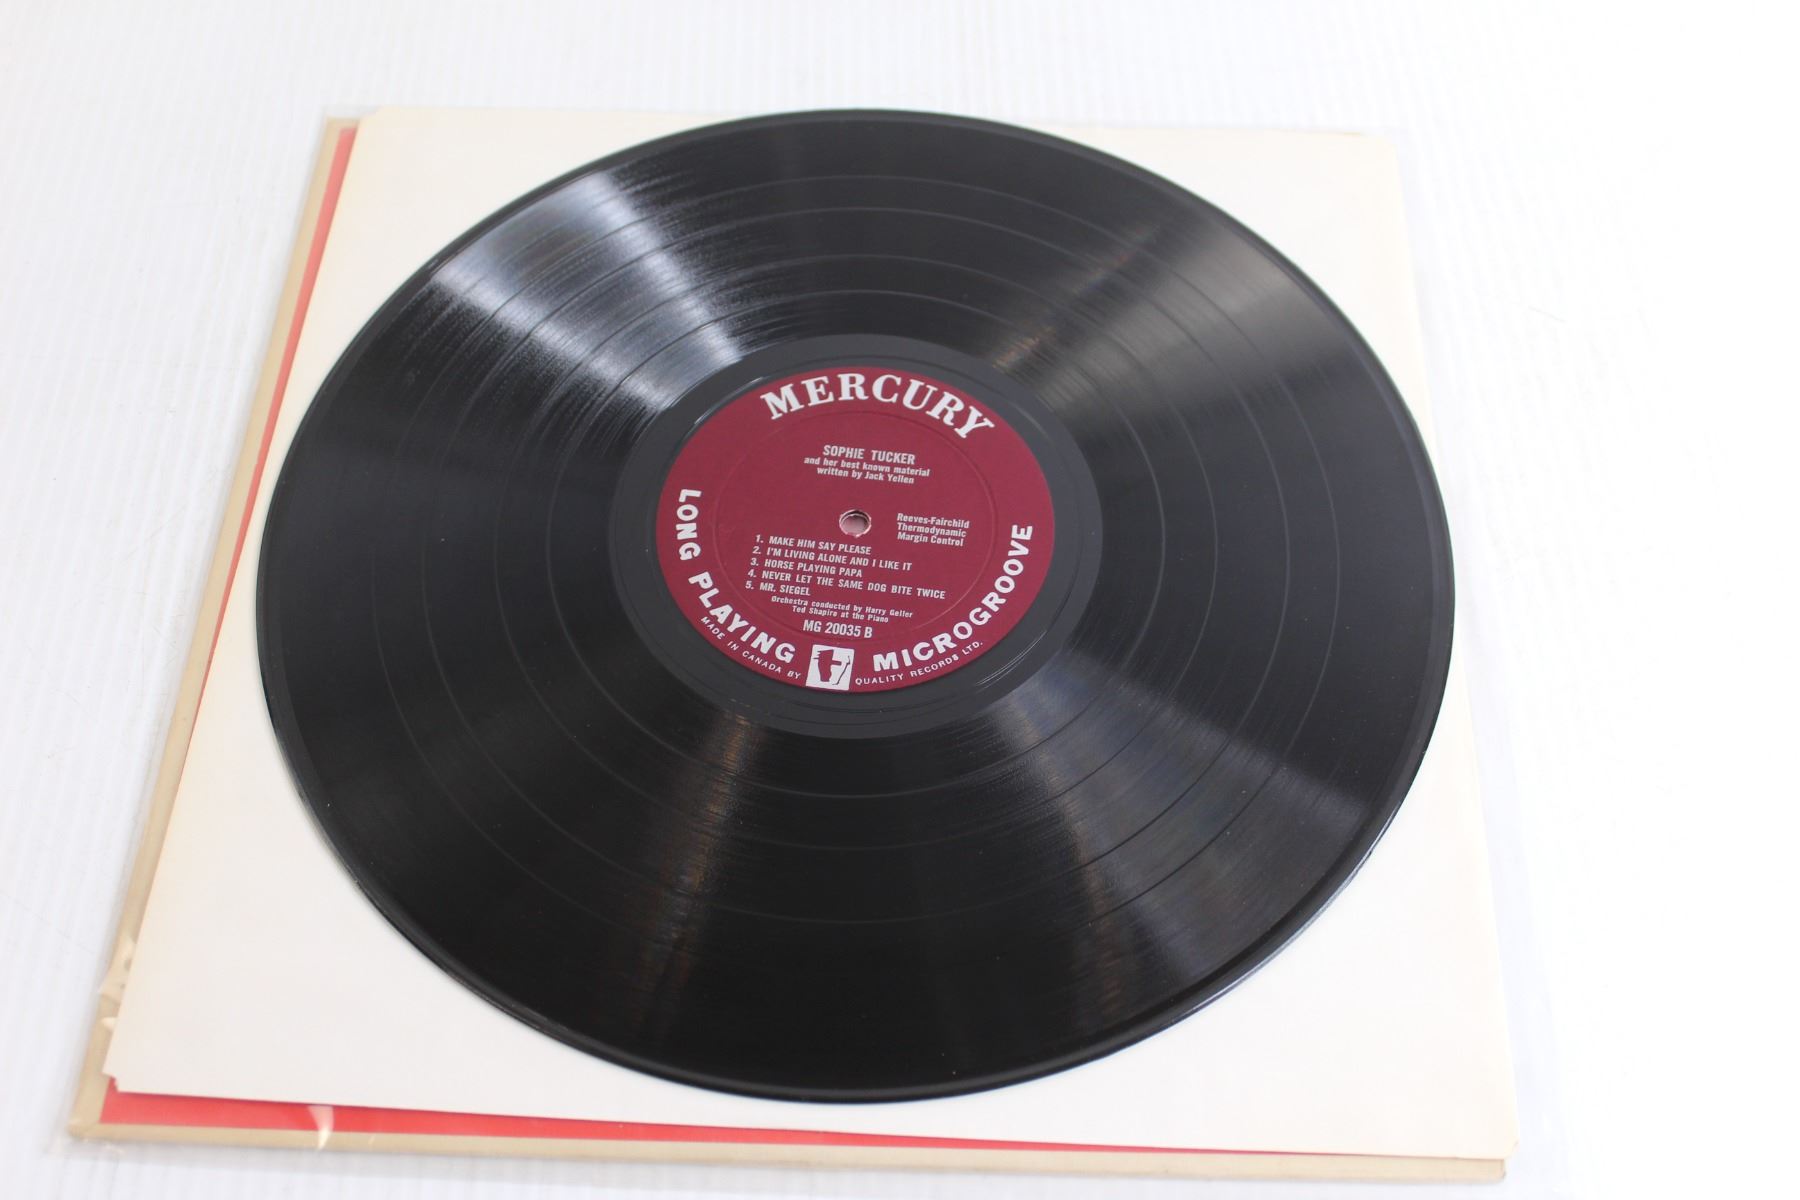 MERCURY
SOPHIE TUCKER
and her best known material
written by Jack Yellen
Reeves-Fairchild
Thermodynamic
Margin Control
1. MAKE HIM SAY PLEASE
2. I'M LIVING ALONE AND I LIKE IT
3. HORSE PLAYING PAPA
4. NEVER LET THE SAME DOG BITE TWICE
5. MR. SIEGEL
Orchestra conducted by Harry Geller
Ted Shapiro at the Piano
MG 20035 B
LONG PLAYING MICROGROOVE
MADE IN CANADA BY QUALITY RECORDS LTD.